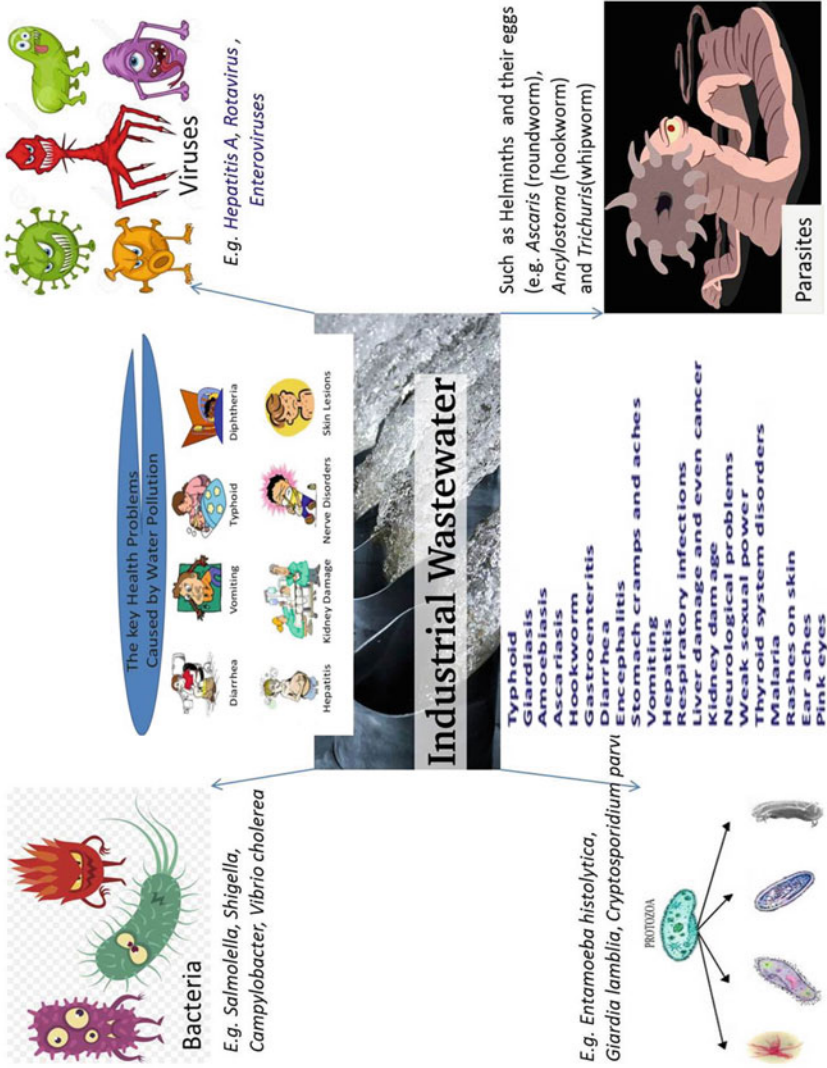 Bacteria
E.g. Salmolella, Shigella,
Campylobacter, Vibrio cholerea
The key Health Problems
Caused by Water Pollution
Diarrhea
Vomiting
Typhoid
Diphtheria
Hepatitis
Kidney Damage
Nerve Disorders
Skin Lesions
Viruses
E.g. Hepatitis A, Rotavirus ,
Enteroviruses
Industrial Wastewater
E.g. Entamoeba histolytica,
Giardia lamblia, Cryptosporidium parvu
PROTOZOA
Typhoid
Giardiasis
Amoebiasis
Ascariasis
Hookworm
Gastroenteritis
Diarrhea
Encephalitis
Stomach cramps and aches
Vomiting
Hepatitis
Respiratory infections
Liver damage and even cancer
Kidney damage
Neurological problems
Weak sexual power
Thyroid system disorders
Malaria
Rashes on skin
Ear aches
Pink eyes
Such as Helminths and their eggs
(e.g. Ascaris (roundworm),
Ancylostoma (hookworm)
and Trichuris(whipworm)
Parasites